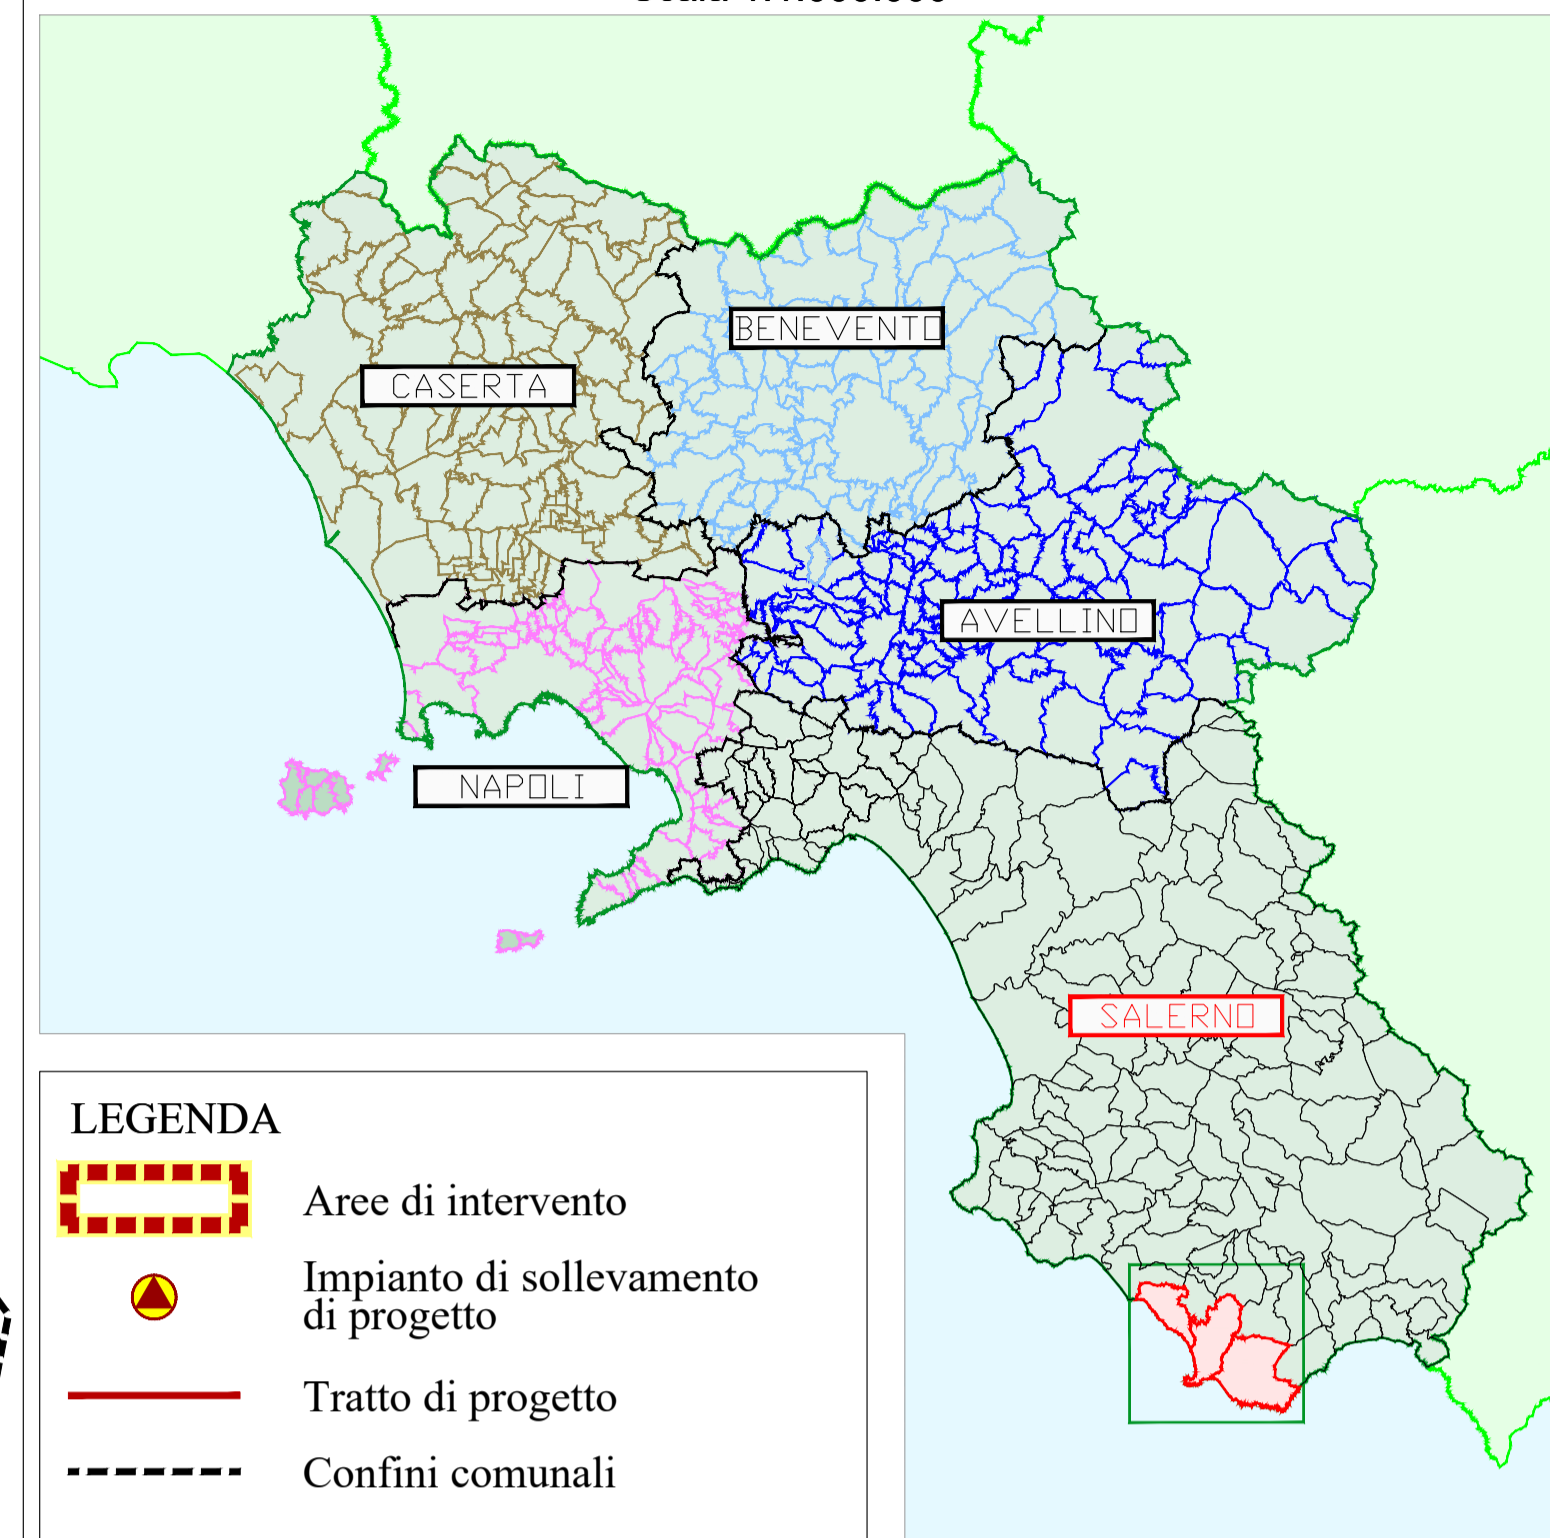 BENEVENTO
CASERTA
AVELLINO
NAPOLI
SALERNO
LEGENDA
Aree di intervento
Impianto di sollevamento
di progetto
Tratto di progetto
Confini comunali